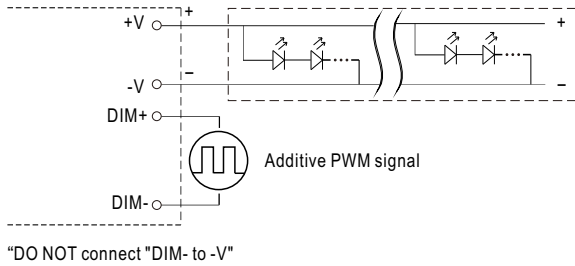 +V
+
+
-V
–
–
DIM+
Additive PWM signal
DIM-
“DO NOT connect "DIM- to -V"